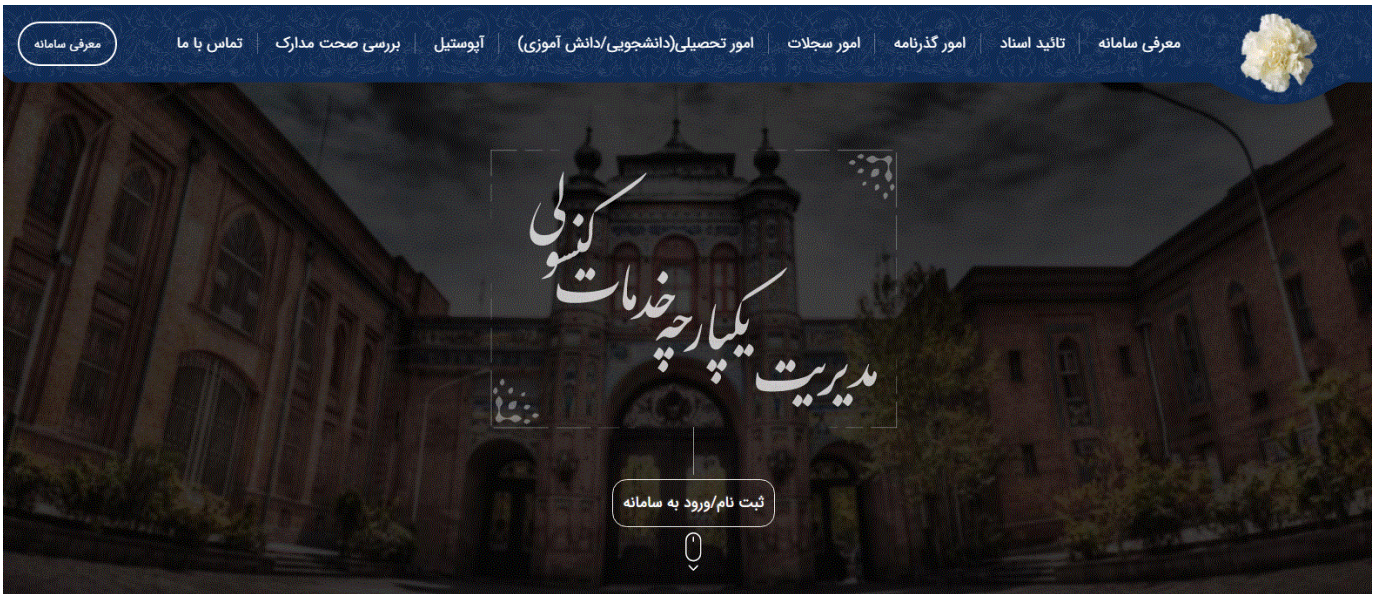 معرفی سامانه | تائید اسناد | امور گذرنامه | امور سجلات | امور تحصیلی(دانشجویی/دانش آموزی) | آپوستیل | بررسی صحت مدارک | تماس با ما
معرفی سامانه
مدیریت یکپارچه خدمات کنسولی
ثبت نام/ورود به سامانه